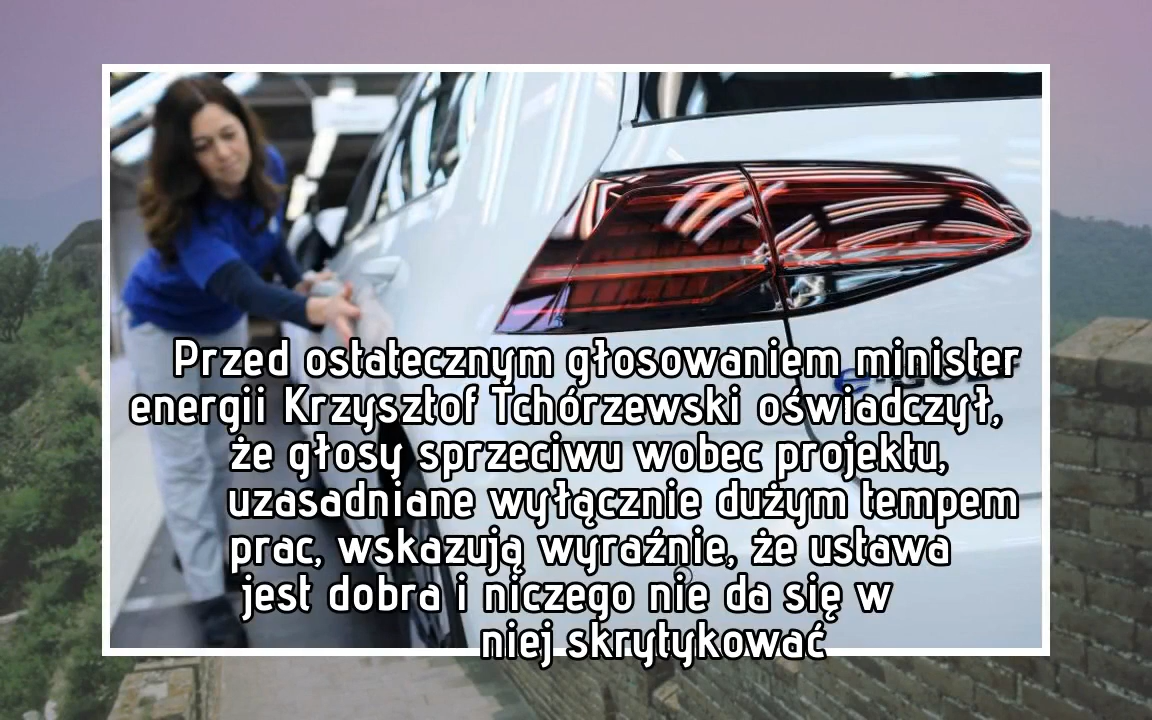 Przed ostatecznym głosowaniem minister
energii Krzysztof Tchórzewski oświadczył,
że głosy sprzeciwu wobec projektu,
uzasadniane wyłącznie dużym tempem
prac, wskazują wyraźnie, że ustawa
jest dobra i niczego nie da się w
niej skrytykować